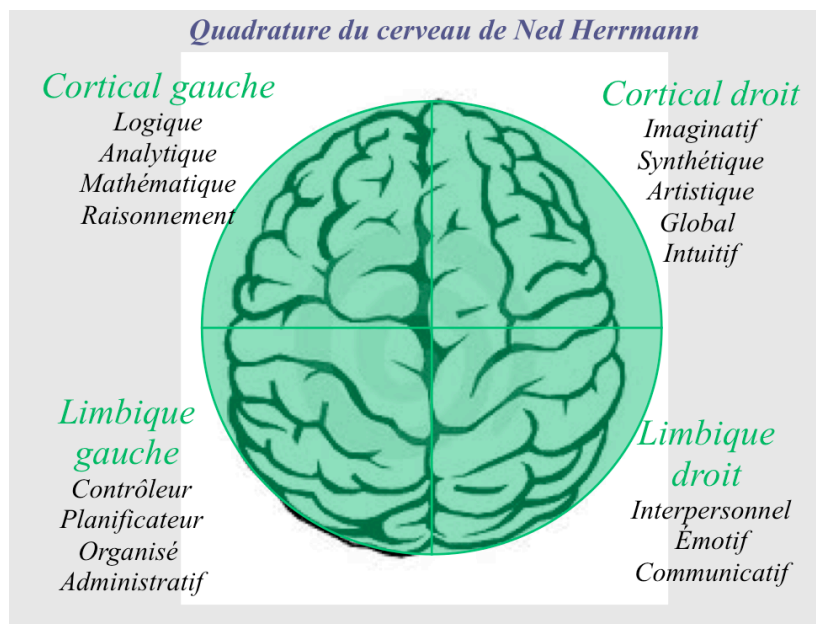 Quadrature du cerveau de Ned Herrmann
Cortical gauche
Logique
Analytique
Mathématique
Raisonnement
Cortical droit
Imaginatif
Synthétique
Artistique
Global
Intuitif
Limbique
gauche
Contrôleur
Planificateur
Organisé
Administratif
Limbique
droit
Interpersonnel
Émotif
Communicatif